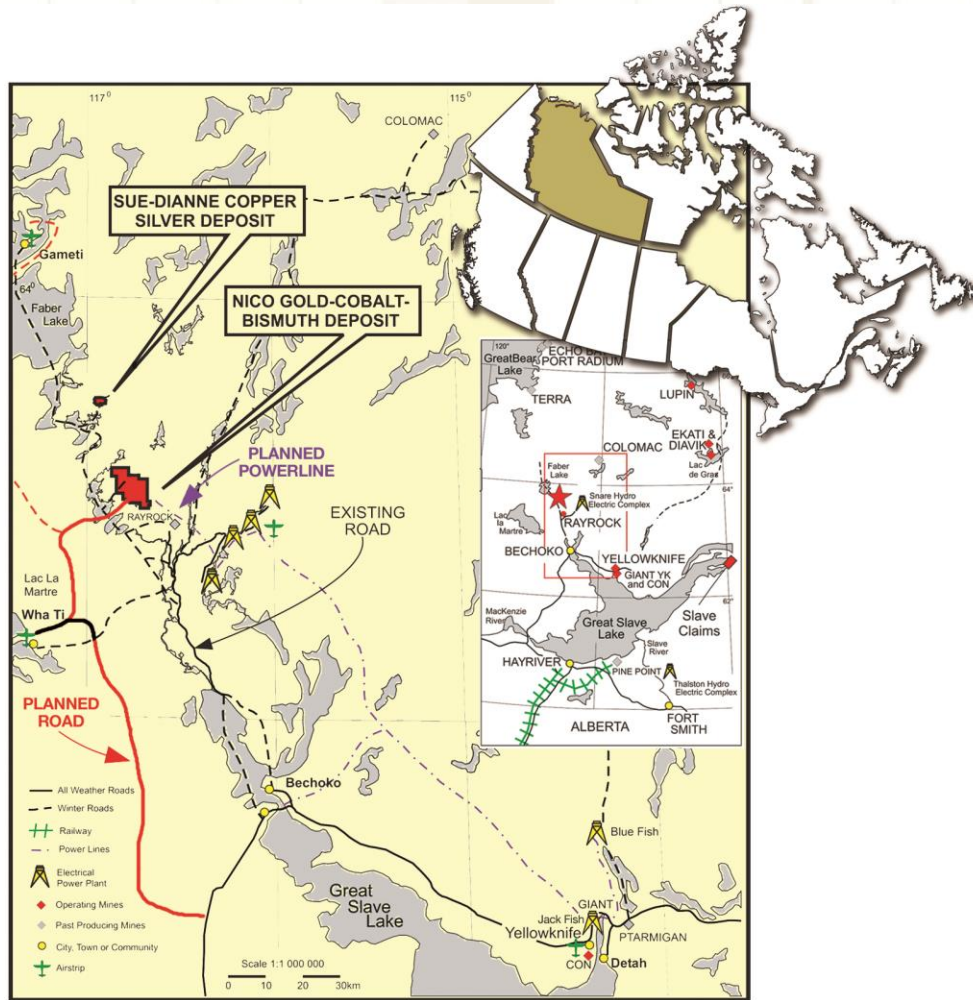 117⁰
115
COLOMAC
SUE-DIANNE COPPER
SILVER DEPOSIT
Gameti
64⁰
Faber
Lake
NICO GOLD-COBALT-
BISMUTH DEPOSIT
PLANNED
POWERLINE
RAYROCK
EXISTING
ROAD
Lac La
Martre
Wha Ti
PLANNED
ROAD
Bechoko
All Weather Roads
Winter Roads
Railway
Power Lines
Electrical
Power Plant
Operating Mines
Past Producing Mines
City, Town or Community
Airstrip
Great
Slave
Lake
Scale 1:1 000 000
0 10 20 30km
Blue Fish
GIANT
Jack Fish
Yellowknife
PTARMIGAN
CON
Detah
120°
GreatBear
Lake
ECHO BA
PORT RADIUM
TERRA
LUPIN
EKATI &
DIAVIK
COLOMAC
Lac
de Gras
Faber
Lake
64°
Snare Hydro
Electric Complex
Lac
la
Martre
RAYROCK
BECHOKO
YELLOWKNIFE
GIANT YK
and CON
62°
MacKenzie
River
Great Slave
Lake
Slave
Claims
Slave
River
HAYRIVER
PINE POINT
Thalston Hydro
Electric Complex
FORT
SMITH
ALBERTA